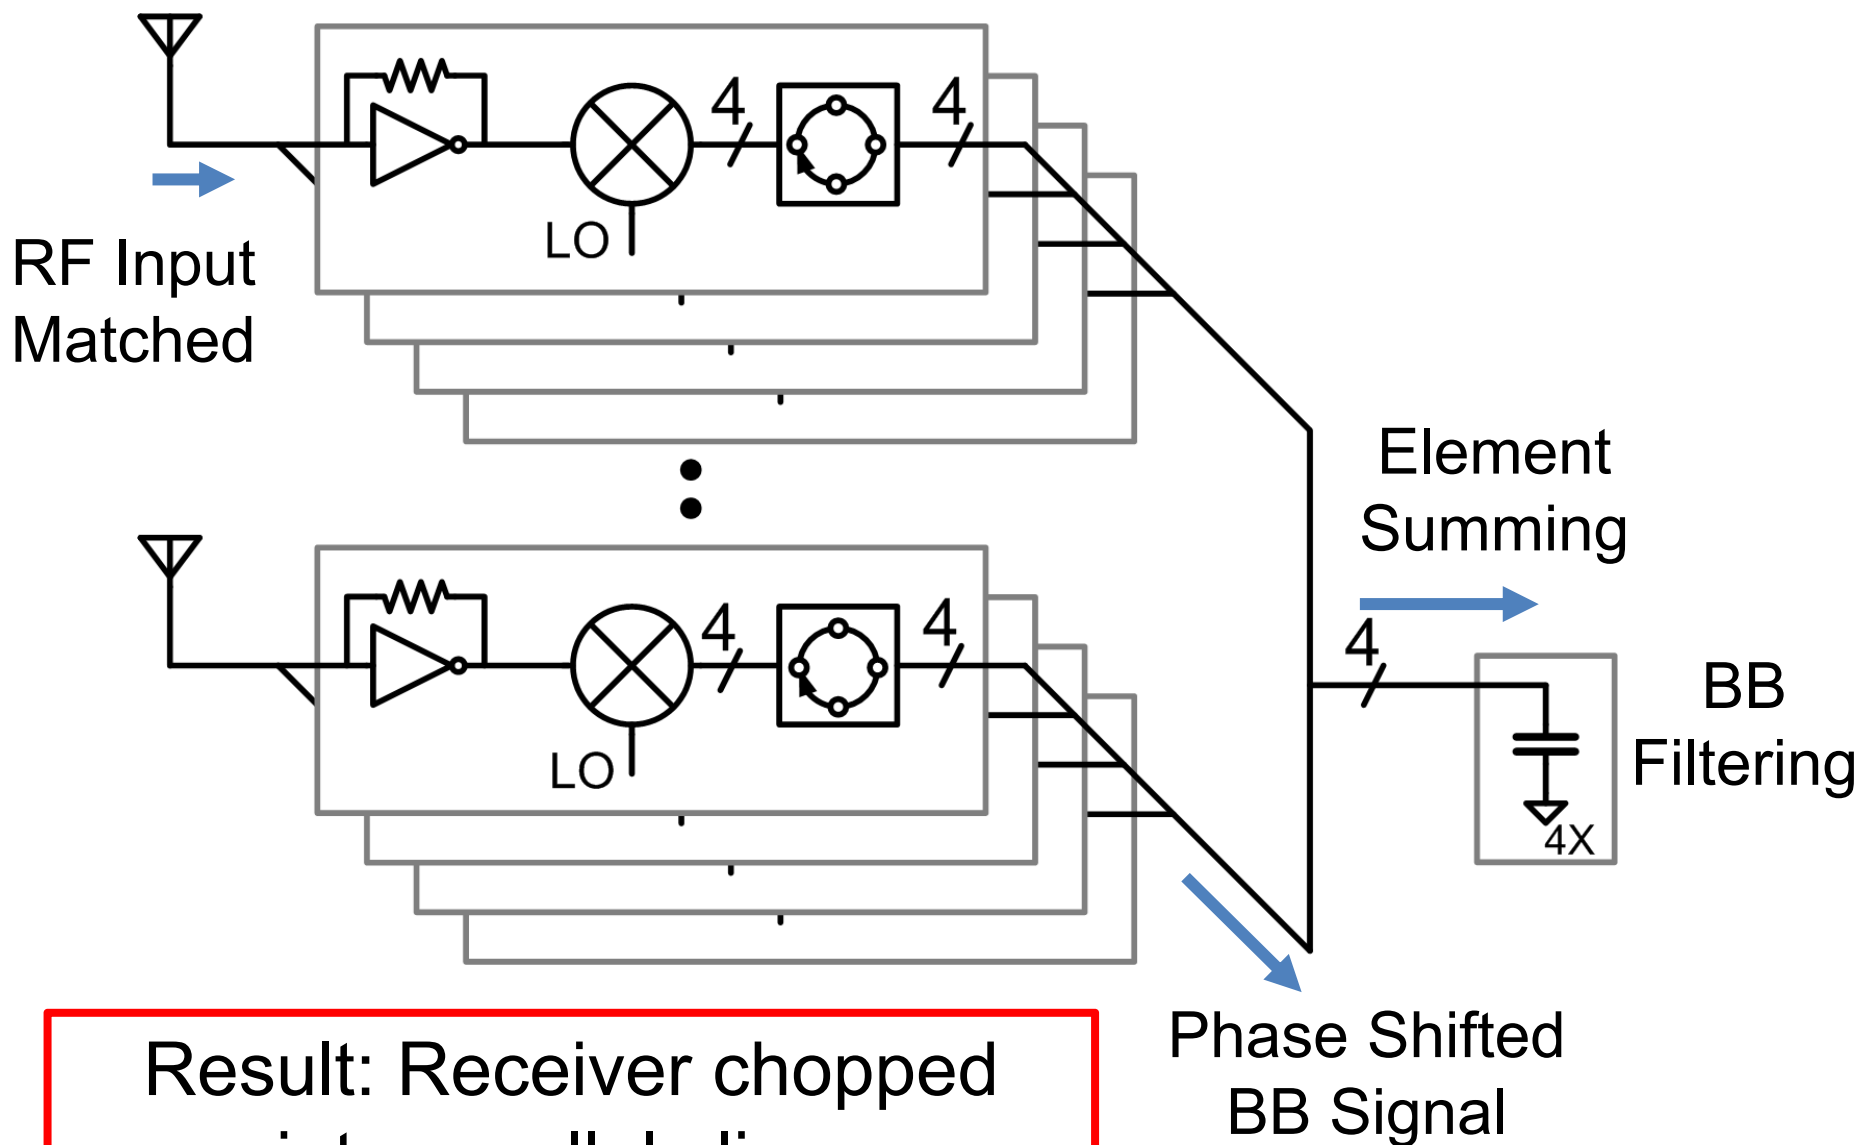 4
4
LO
RF Input
Matched
Element
Summing
4
4
LO
4
BB
Filtering
4X
Phase Shifted
BB Signal
Result: Receiver chopped